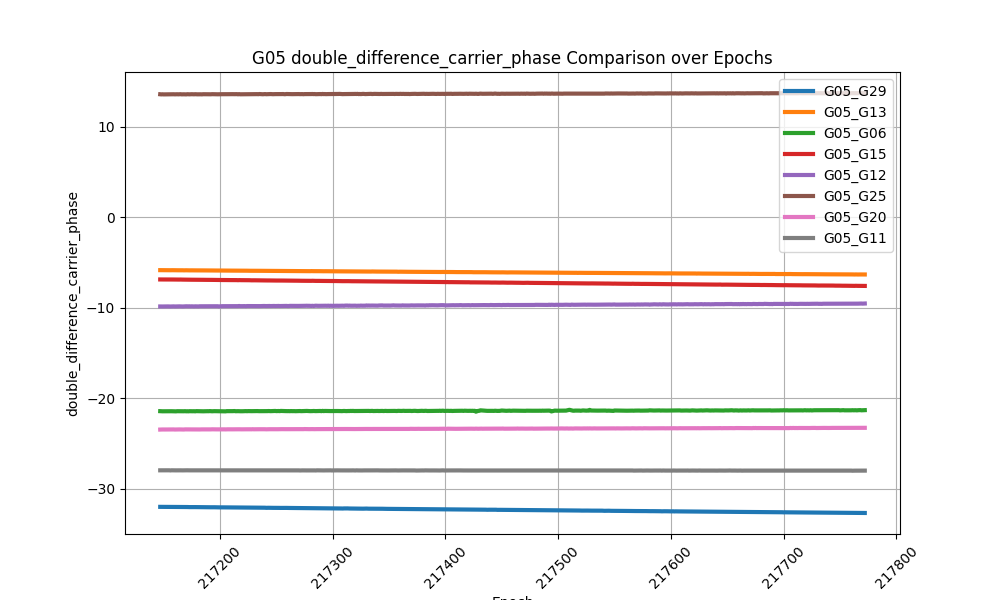 G05 double_difference_carrier_phase Comparison over Epochs
double_difference_carrier_phase
10
0
−10
−20
−30
G05_G29
G05_G13
G05_G06
G05_G15
G05_G12
G05_G25
G05_G20
G05_G11
217200
217300
217400
217500
217600
217700
217800
Epoch